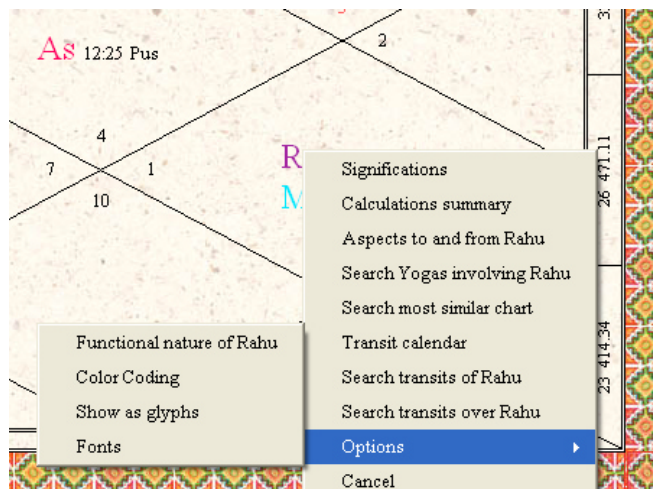 As 12:25 Pus
2
4
7
1
10
R
M
26 471.11
23 414.34
Significations
Calculations summary
Aspects to and from Rahu
Search Yogas involving Rahu
Search most similar chart
Transit calendar
Search transits of Rahu
Search transits over Rahu
Options
Cancel
Functional nature of Rahu
Color Coding
Show as glyphs
Fonts